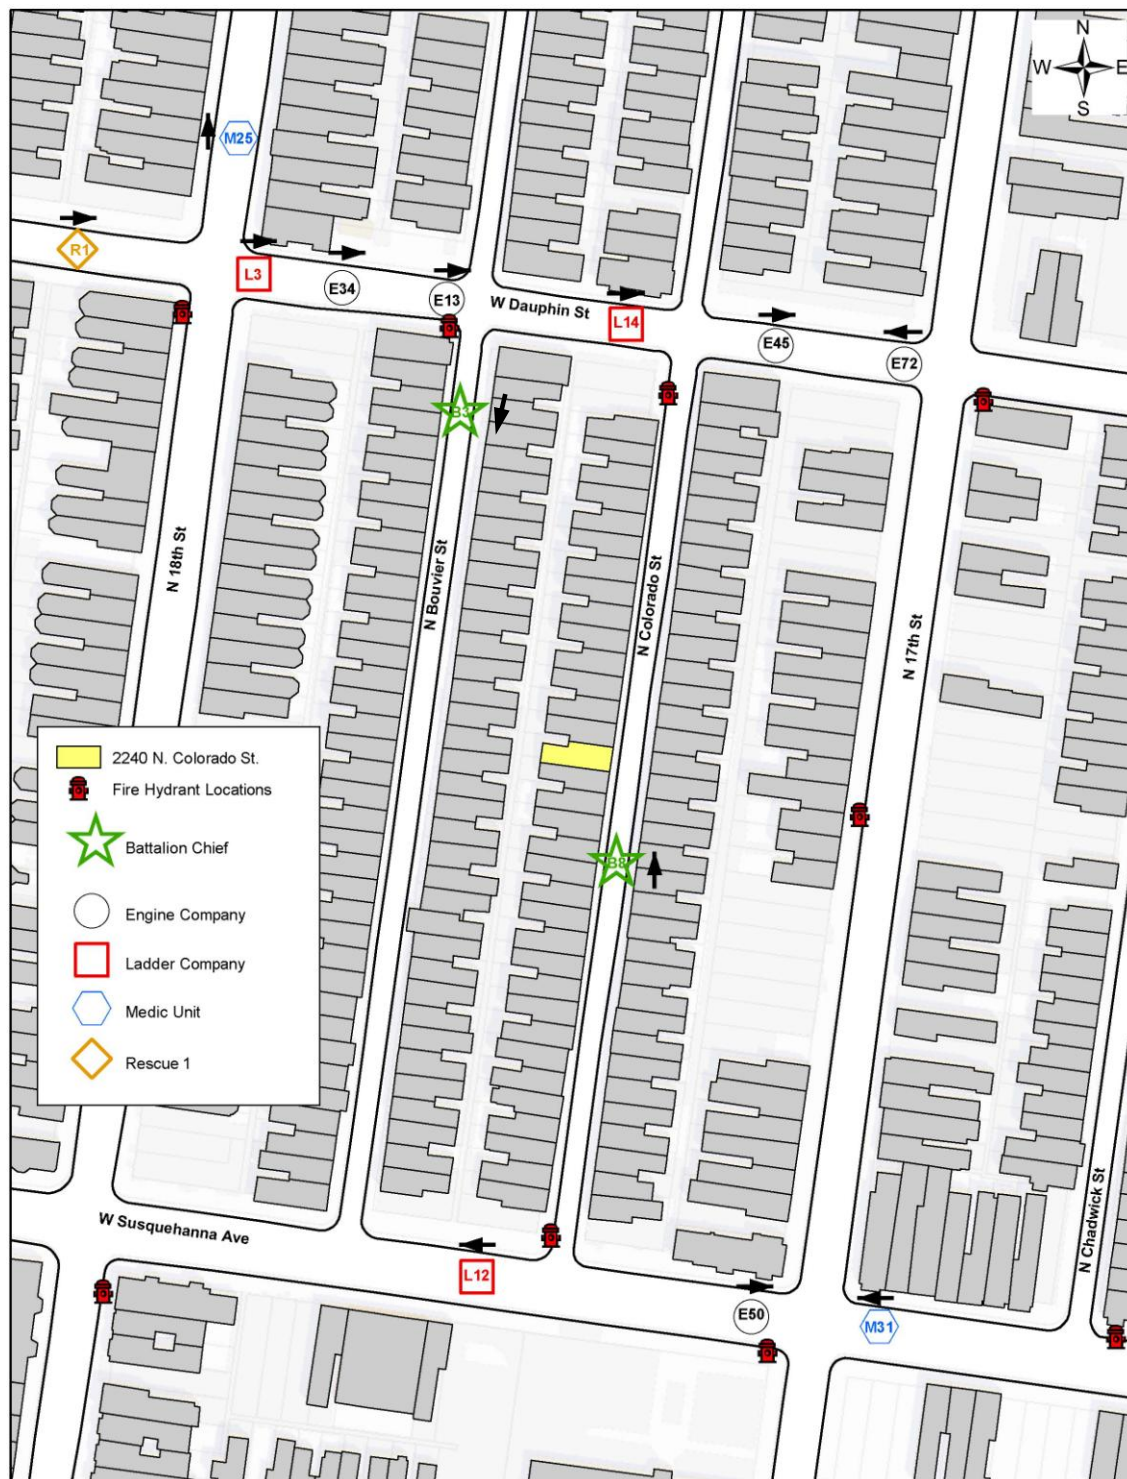 N
W E
S
M25
R1
L3
E34
E13
W Dauphin St
L14
E45
E72
B3
N 18th St
N Bouvier St
N Colorado St
N 17th St
2240 N. Colorado St.
Fire Hydrant Locations
Battalion Chief
Engine Company
Ladder Company
Medic Unit
Rescue 1
B8
N Chadwick St
W Susquehanna Ave
L12
E50
M31